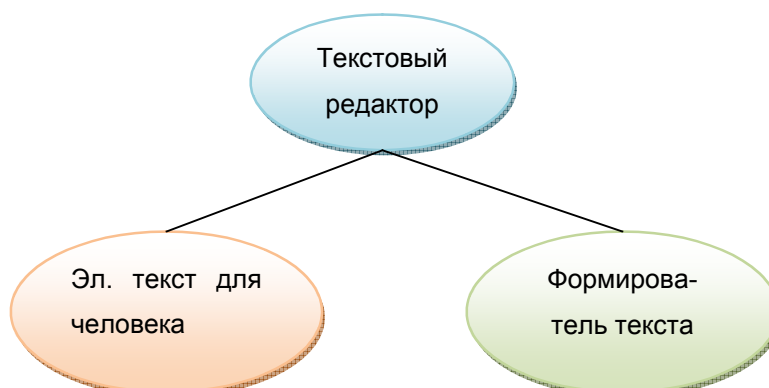 Текстовый
редактор
Эл. текст для
человека
Формирова-
тель текста